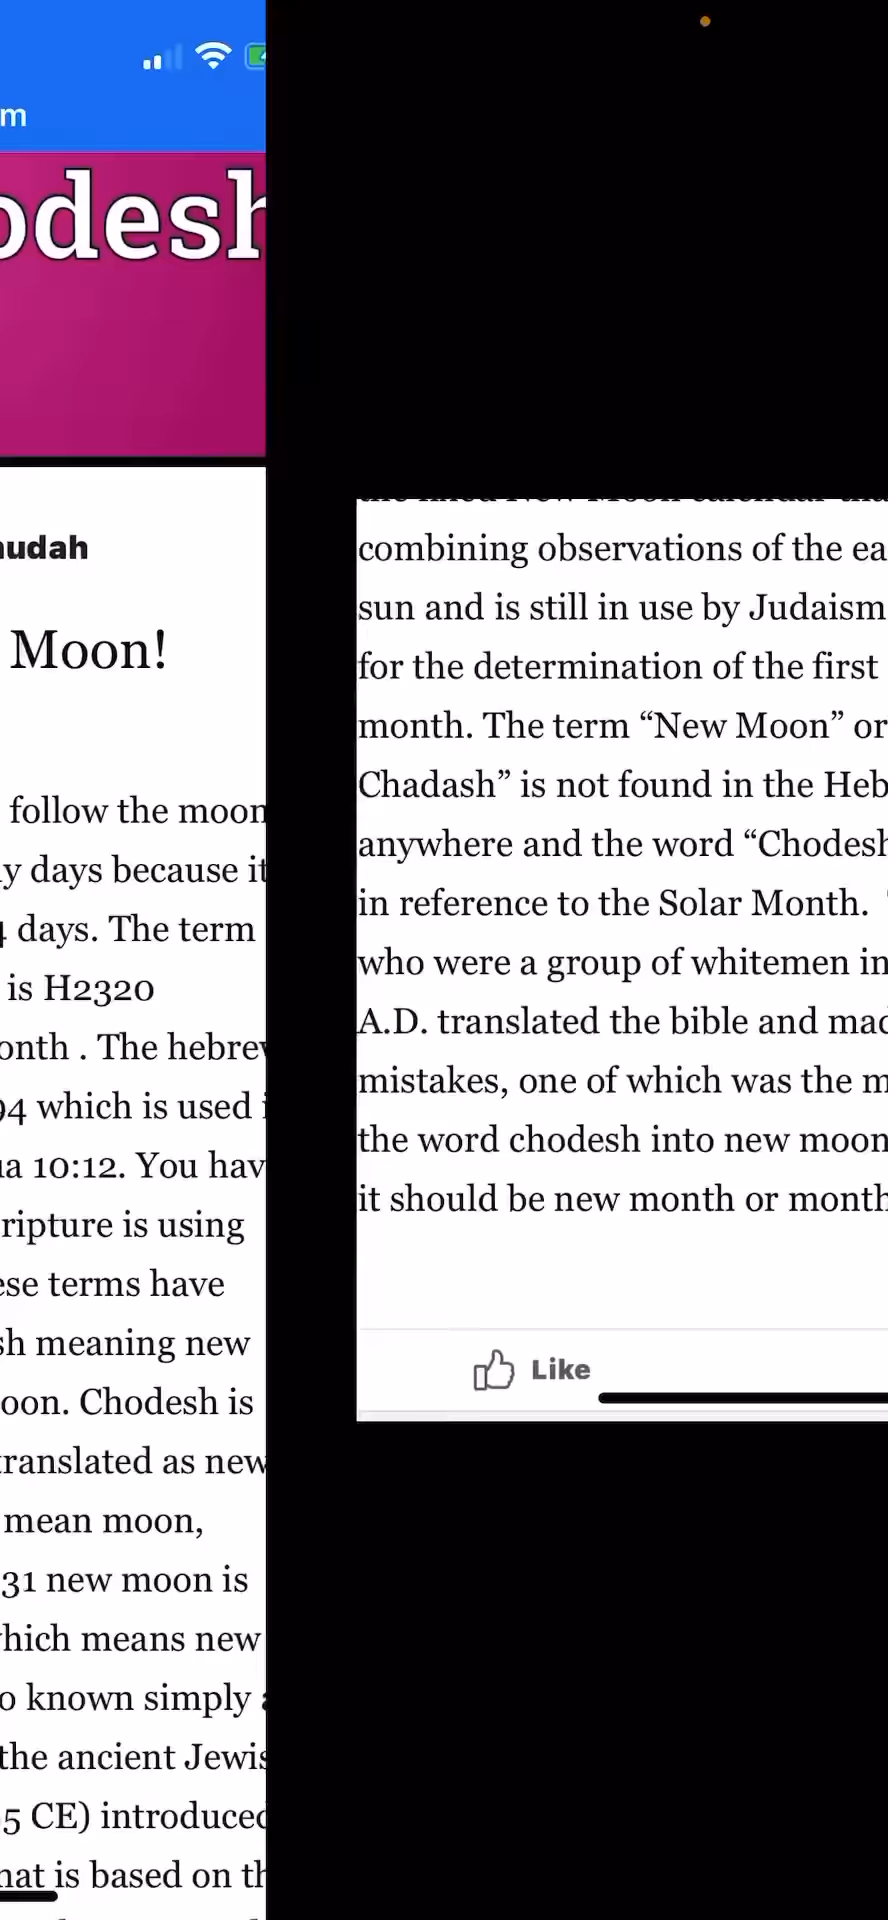 m
odesh
udah
Moon!
follow the moon
y days because it
4 days. The term
is H2320
onth . The hebrew
94 which is used i
ua 10:12. You hav
ripture is using
ese terms have
sh meaning new
oon. Chodesh is
translated as new
mean moon,
31 new moon is
which means new
o known simply a
the ancient Jewis
5 CE) introduced
hat is based on th
combining observations of the ea
sun and is still in use by Judaism
for the determination of the first
month. The term “New Moon” or
Chadash” is not found in the Heb
anywhere and the word “Chodesh
in reference to the Solar Month.
who were a group of whitemen in
A.D. translated the bible and mad
mistakes, one of which was the m
the word chodesh into new moon
it should be new month or month
Like